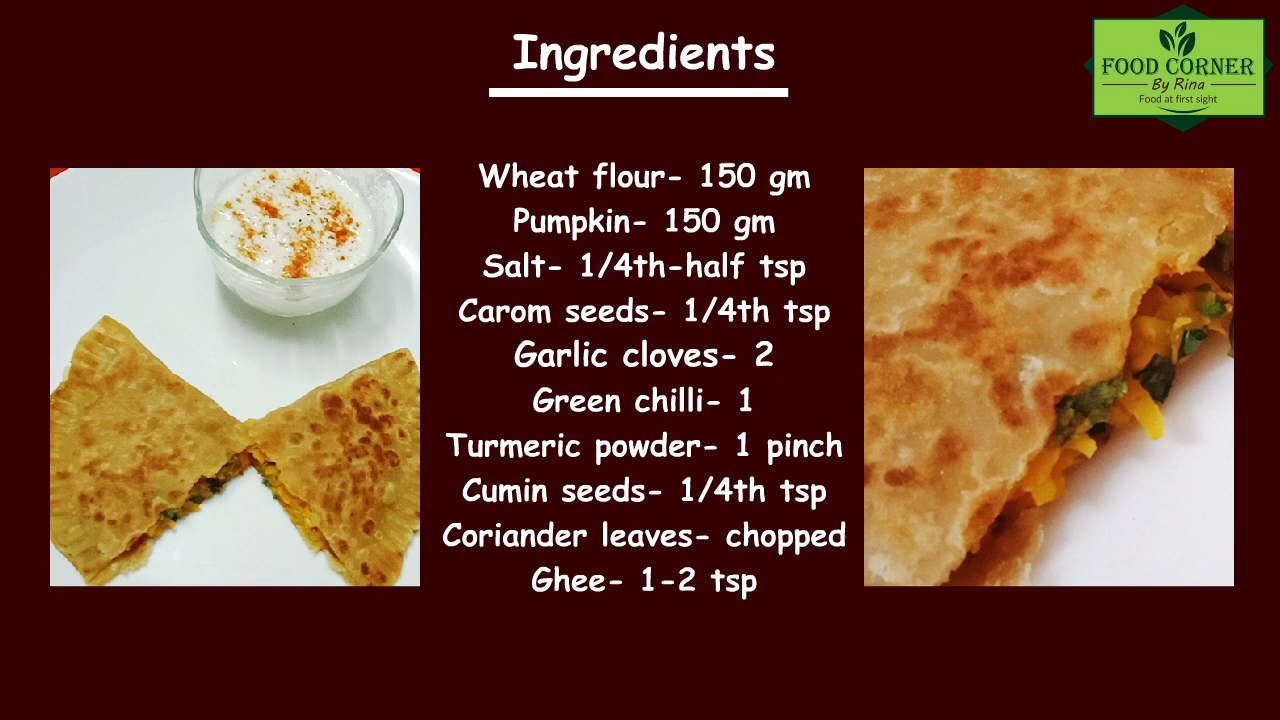 Ingredients
FOOD CORNER
By Rina
Food at first sight
Wheat flour- 150 gm
Pumpkin- 150 gm
Salt- 1/4th-half tsp
Carom seeds- 1/4th tsp
Garlic cloves- 2
Green chilli- 1
Turmeric powder- 1 pinch
Cumin seeds- 1/4th tsp
Coriander leaves- chopped
Ghee- 1-2 tsp